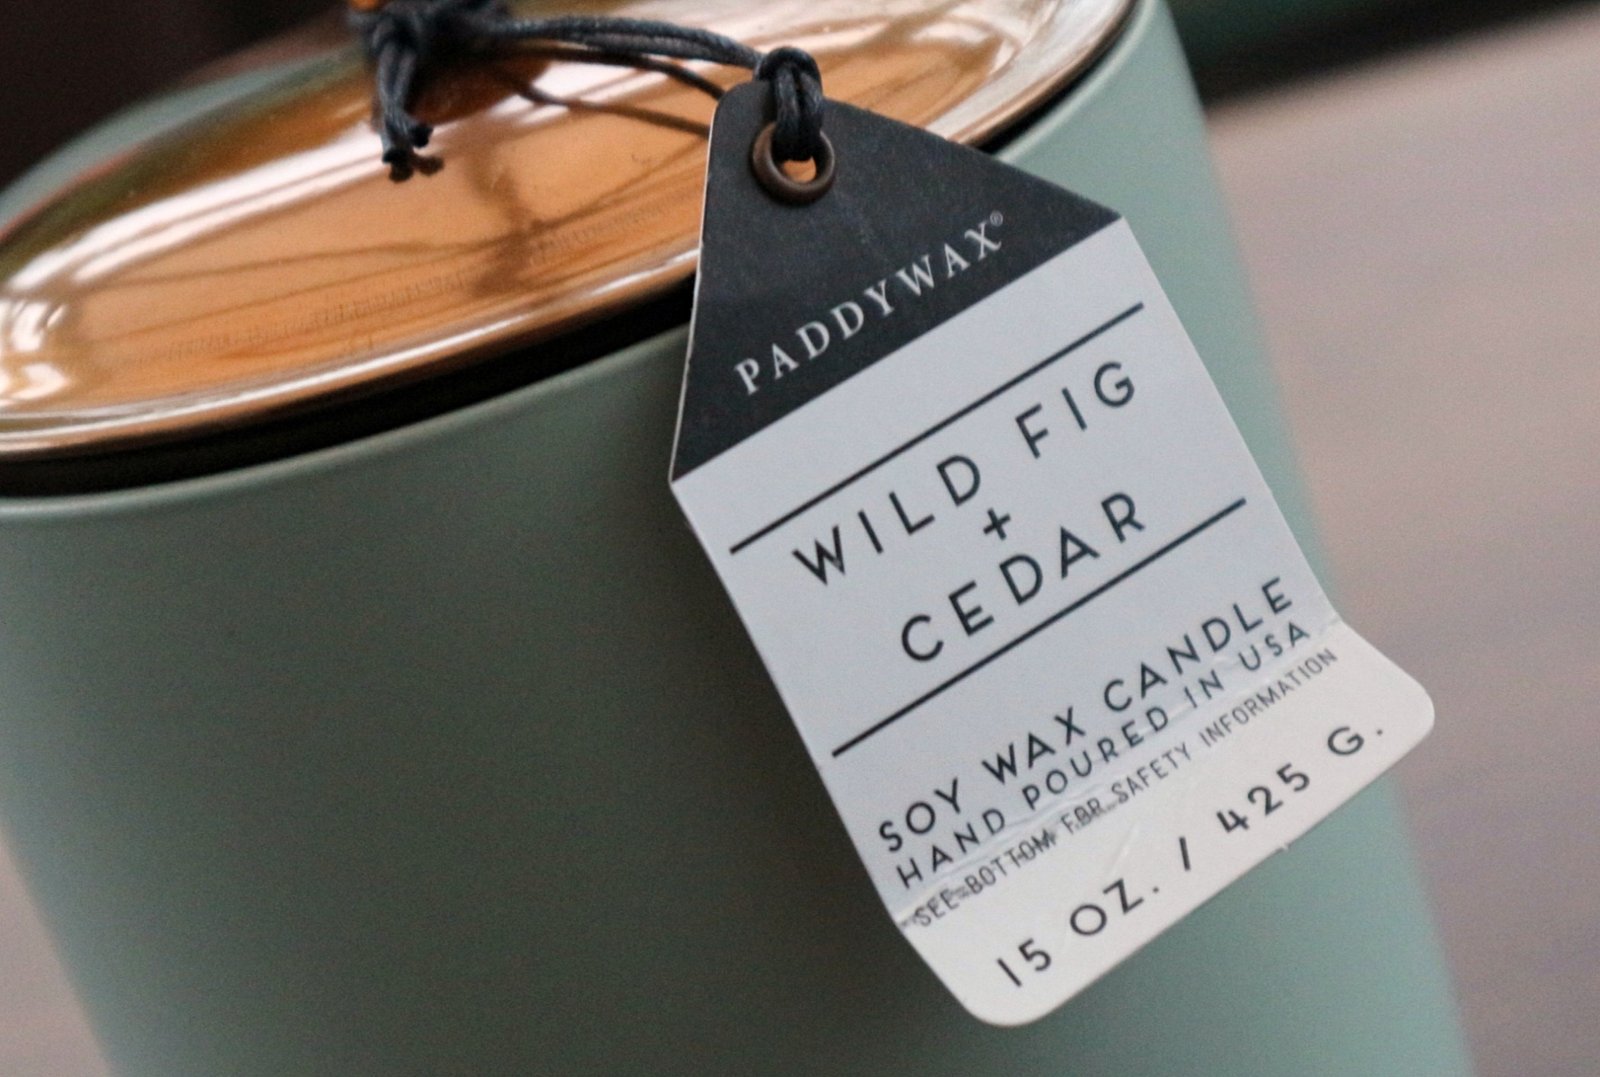 PADDYWAX®
WILD FIG
+
CEDAR
SOY WAX CANDLE
HAND POURED IN USA
SEE BOTTOM FOR SAFETY INFORMATION
15 OZ. / 425 G.